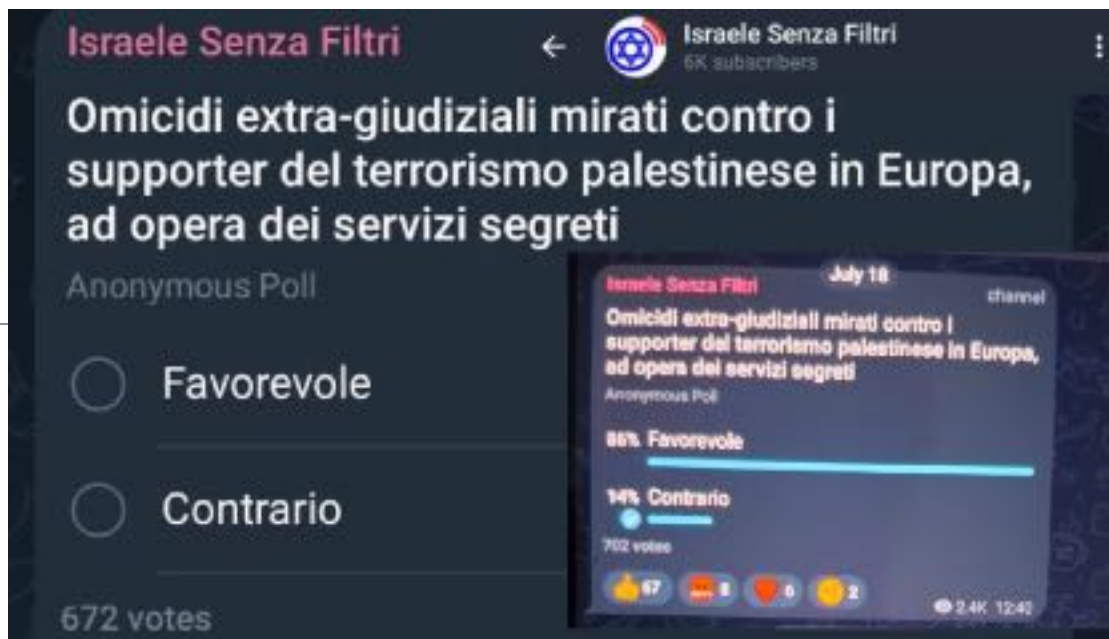 Israele Senza Filtri
Israele Senza Filtri
6K subscribers
Omicidi extra-giudiziali mirati contro i
supporter del terrorismo palestinese in Europa,
ad opera dei servizi segreti
Anonymous Poll
Favorevole
Contrario
672 votes
July 18
Israele Senza Filtri
channel
Omicidi extra-giudiziali mirati contro i
supporter del terrorismo palestinese in Europa,
ad opera dei servizi segreti
Anonymous Poll
86% Favorevole
14% Contrario
702 votes
67 8 6 2
2.4K 12:40